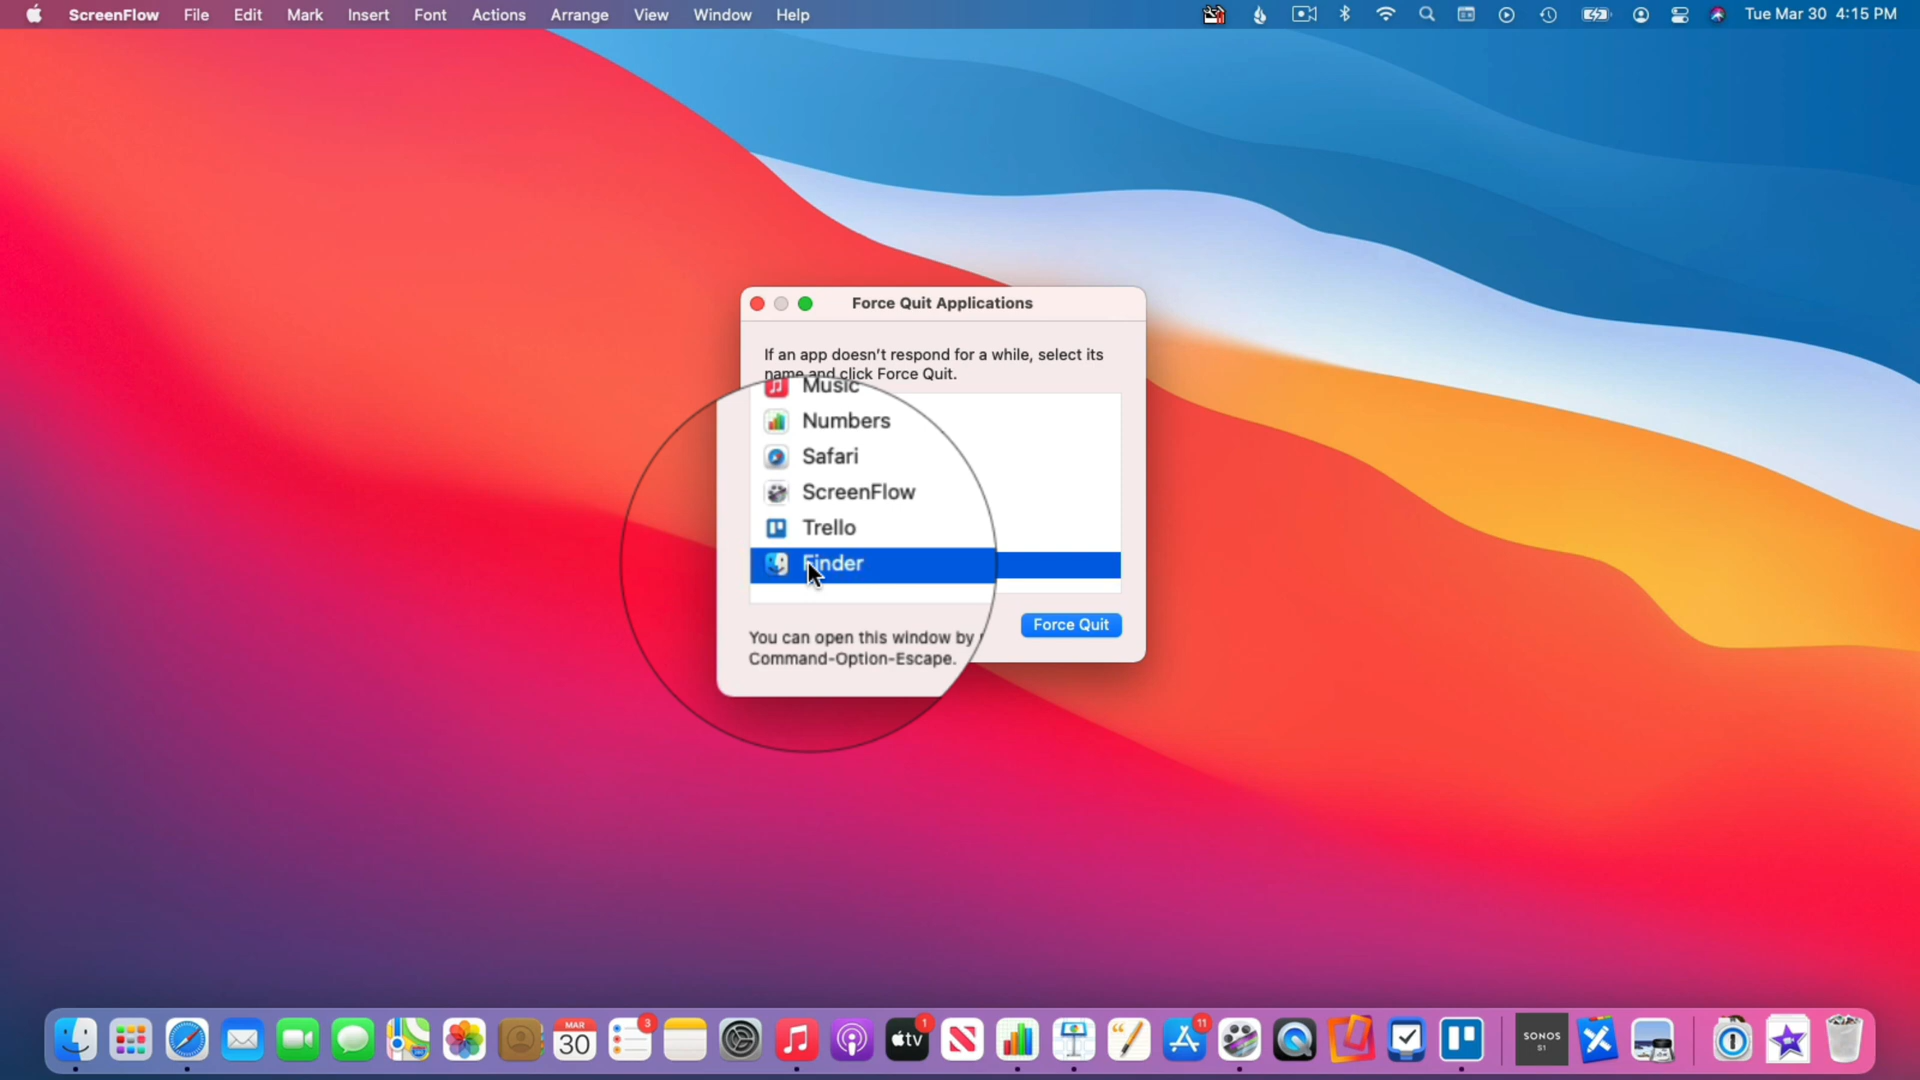 ScreenFlow File Edit Mark Insert Font Actions Arrange View Window Help Tue Mar 30 4:15 PM
Force Quit Applications
If an app doesn't respond for a while, select its
name and click Force Quit.
Music
Numbers
Safari
ScreenFlow
Trello
Finder
Force Quit
You can open this window by
Command-Option-Escape.
MAR
30
3
tv
1
11
SONOS
S1